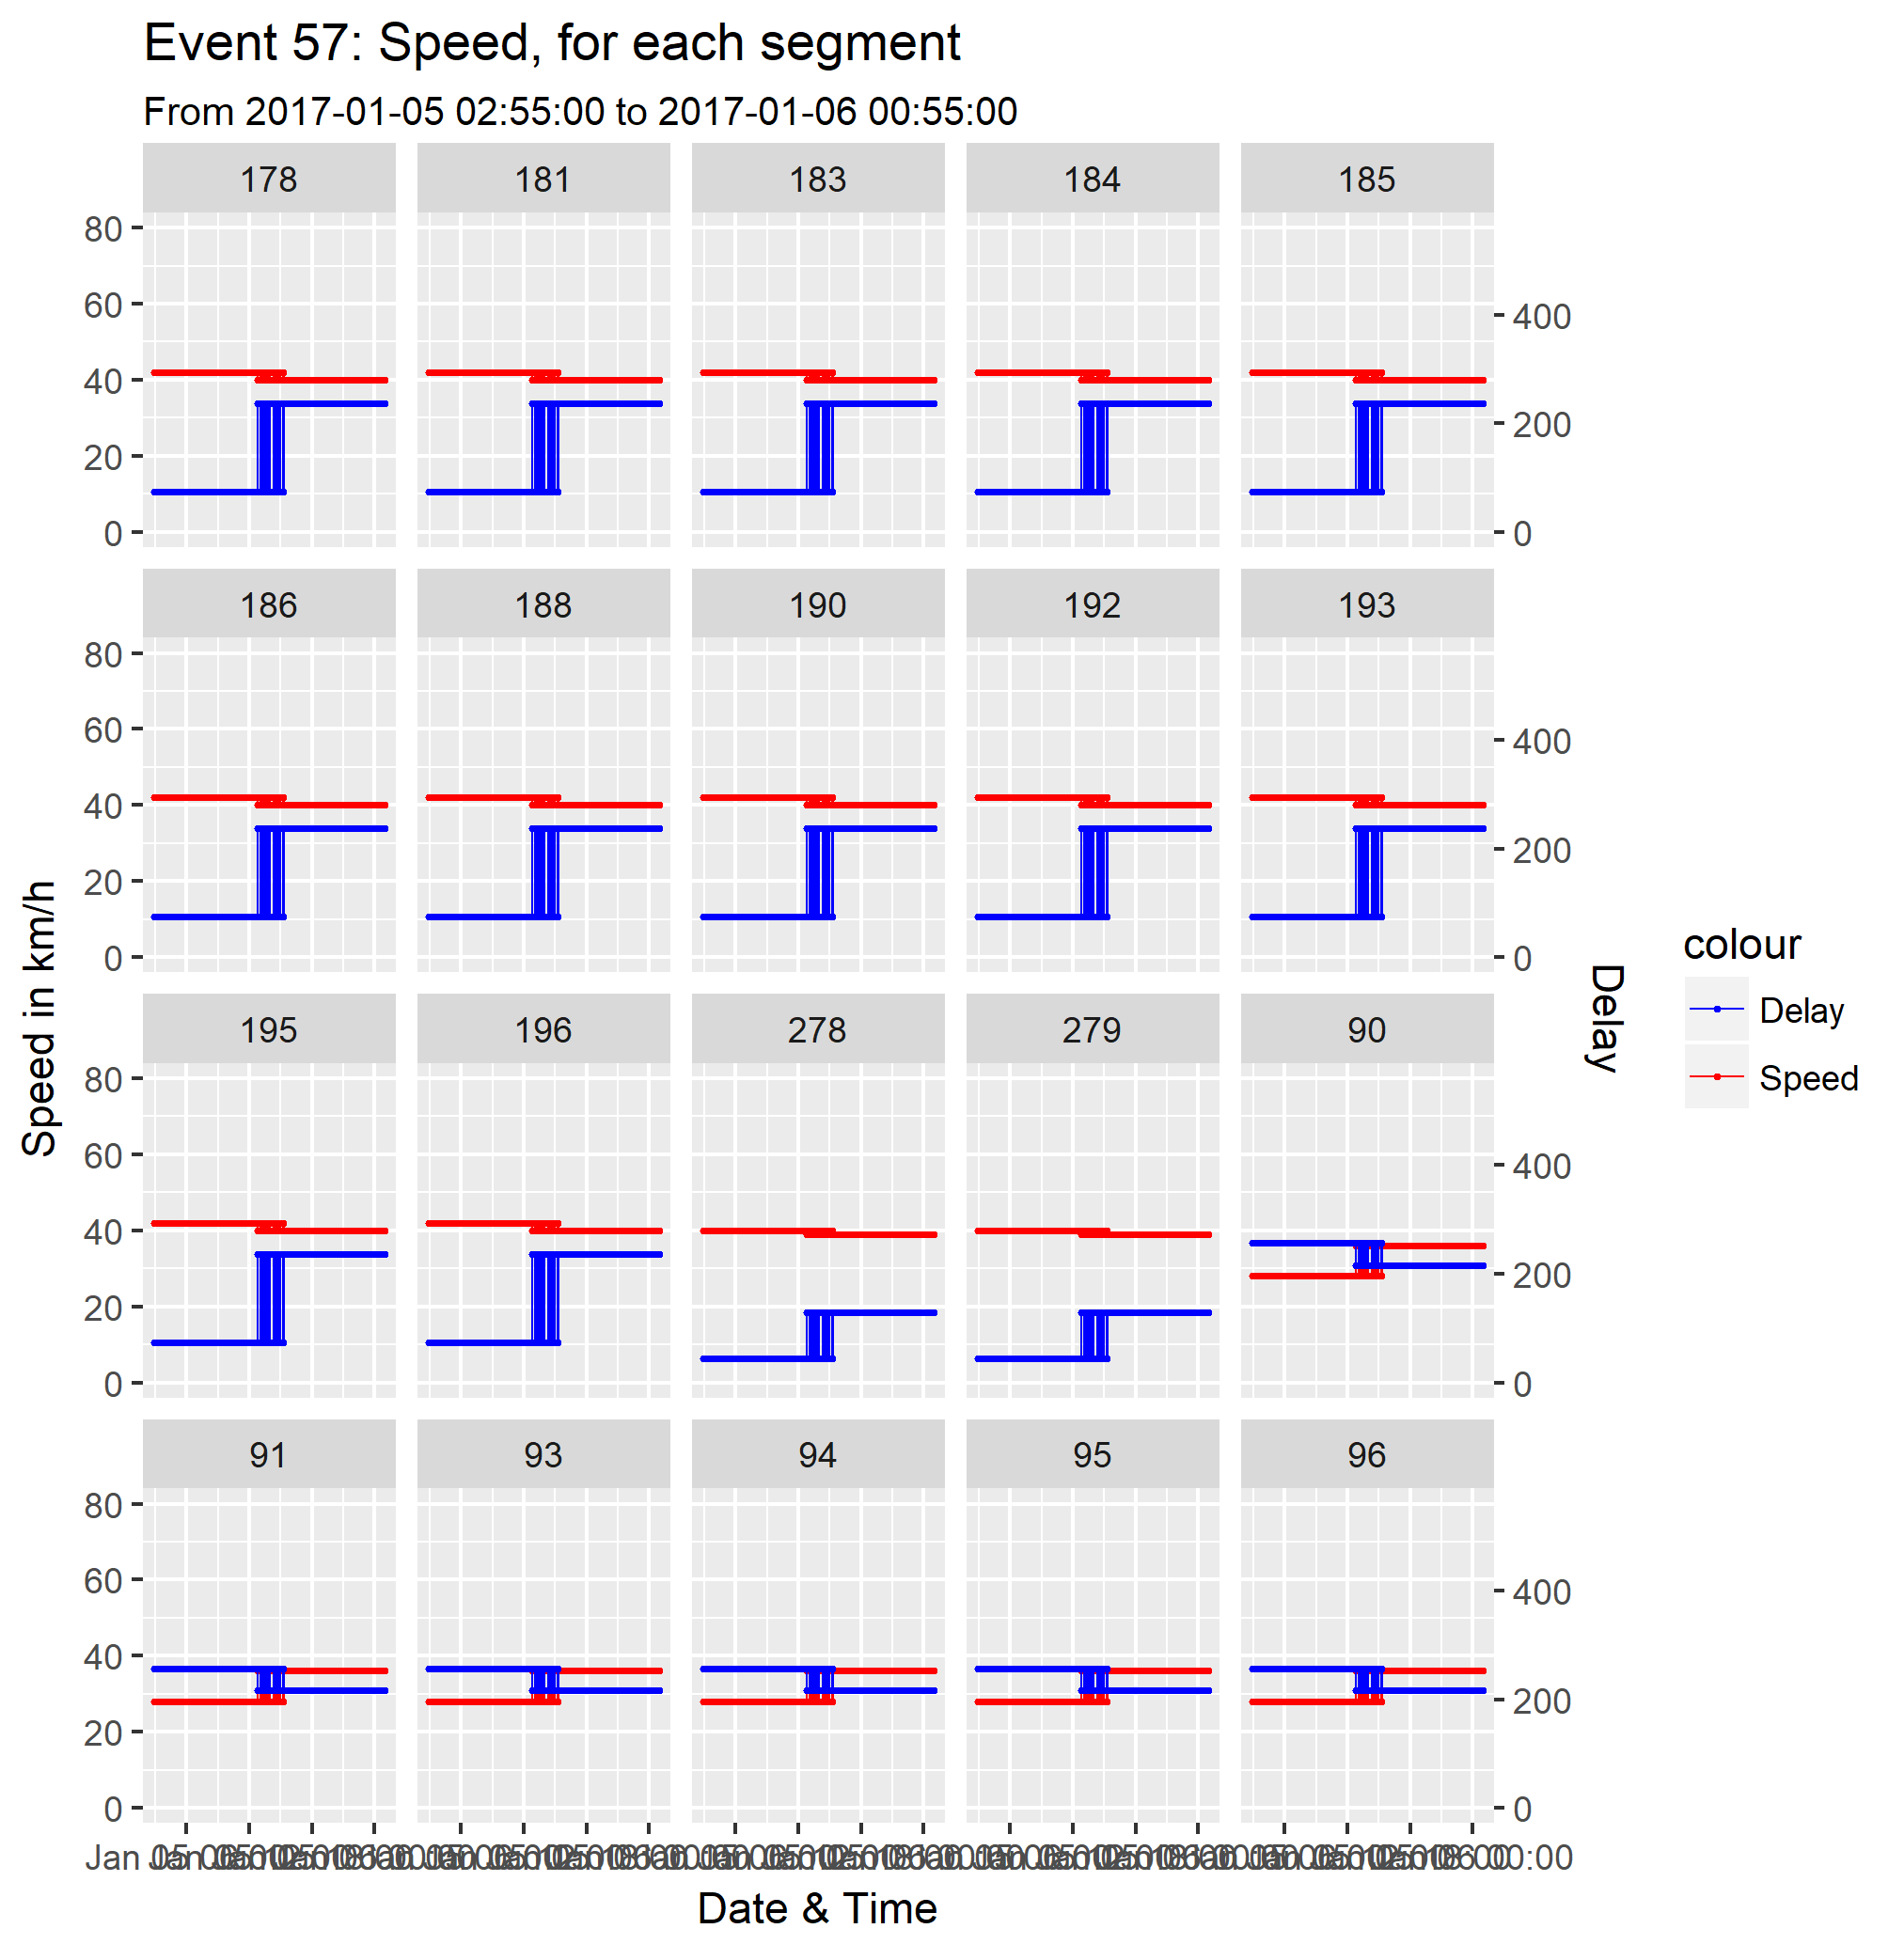 Event 57: Speed, for each segment
From 2017-01-05 02:55:00 to 2017-01-06 00:55:00
178 181 183 184 185
80
60
40
20
0
400
200
0
186 188 190 192 193
80
60
40
20
0
400
200
0
195 196 278 279 90
80
60
40
20
0
400
200
0
91 93 94 95 96
80
60
40
20
0
400
200
0
Speed in km/h
Delay
Date & Time
colour
Delay
Speed